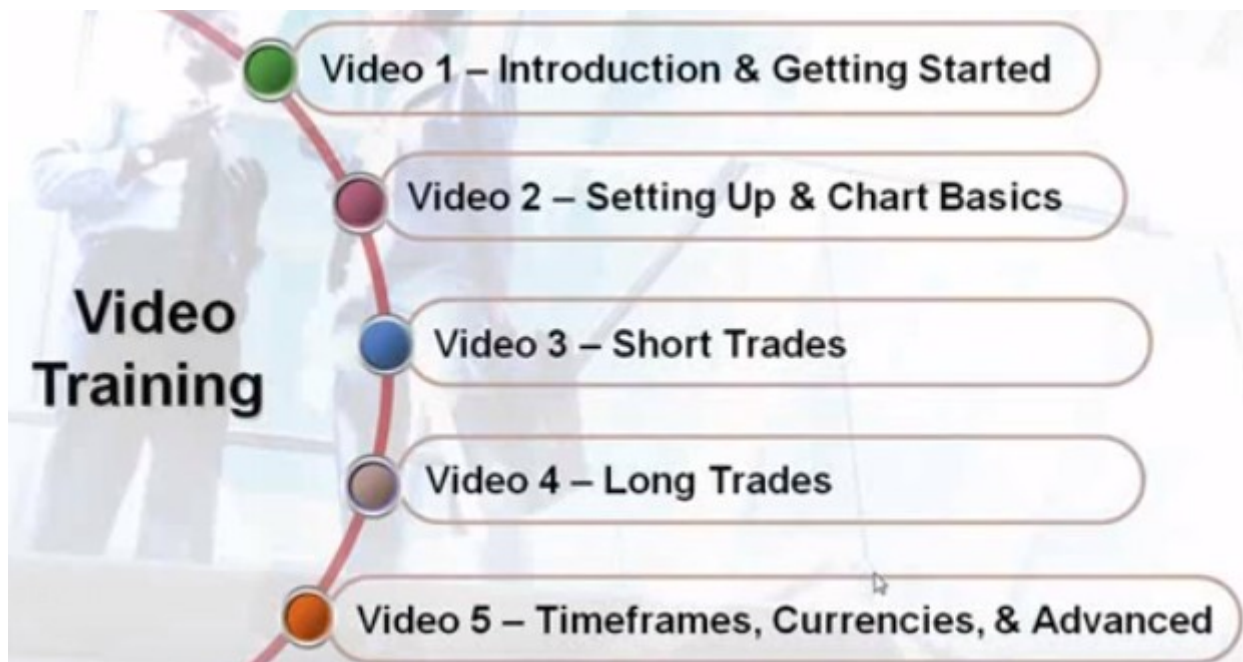 Video 1 – Introduction & Getting Started
Video 2 – Setting Up & Chart Basics
Video
Training
Video 3 – Short Trades
Video 4 – Long Trades
Video 5 – Timeframes, Currencies, & Advanced